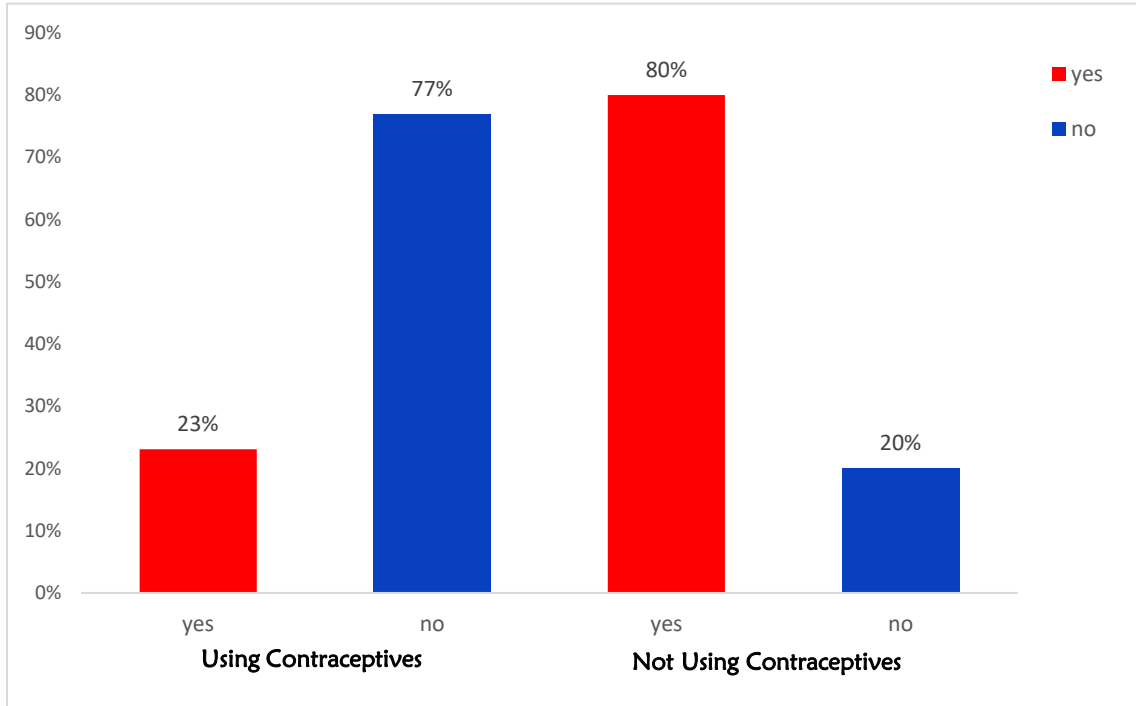 90%
80%
70%
60%
50%
40%
30%
20%
10%
0%
23%
77%
80%
20%
yes
no
yes
no
Using Contraceptives
Not Using Contraceptives
yes
no